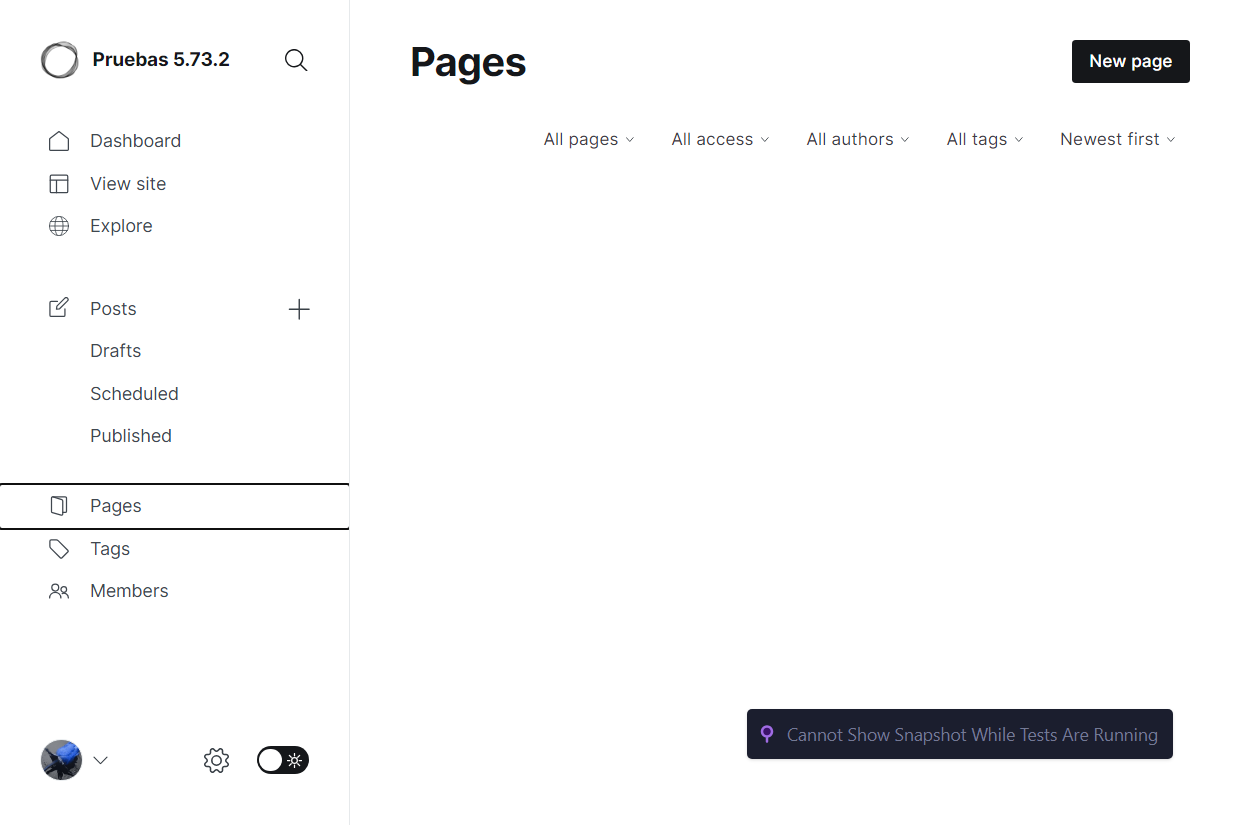 Pruebas 5.73.2
Dashboard
View site
Explore
Posts
Drafts
Scheduled
Published
Pages
Tags
Members
Pages
New page
All pages All access All authors All tags Newest first
Cannot Show Snapshot While Tests Are Running